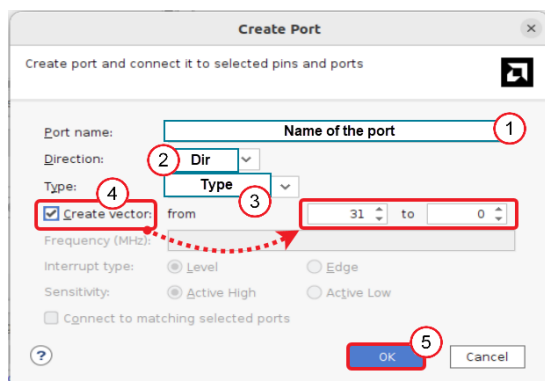 Create Port
Create port and connect it to selected pins and ports
Port name: Name of the port 1
Direction: 2 Dir
Type: Type 3
4
Create vector: from 31 to 0
Frequency (MHz):
Interrupt type: Level Edge
Sensitivity: Active High Active Low
Connect to matching selected ports
5
? OK Cancel